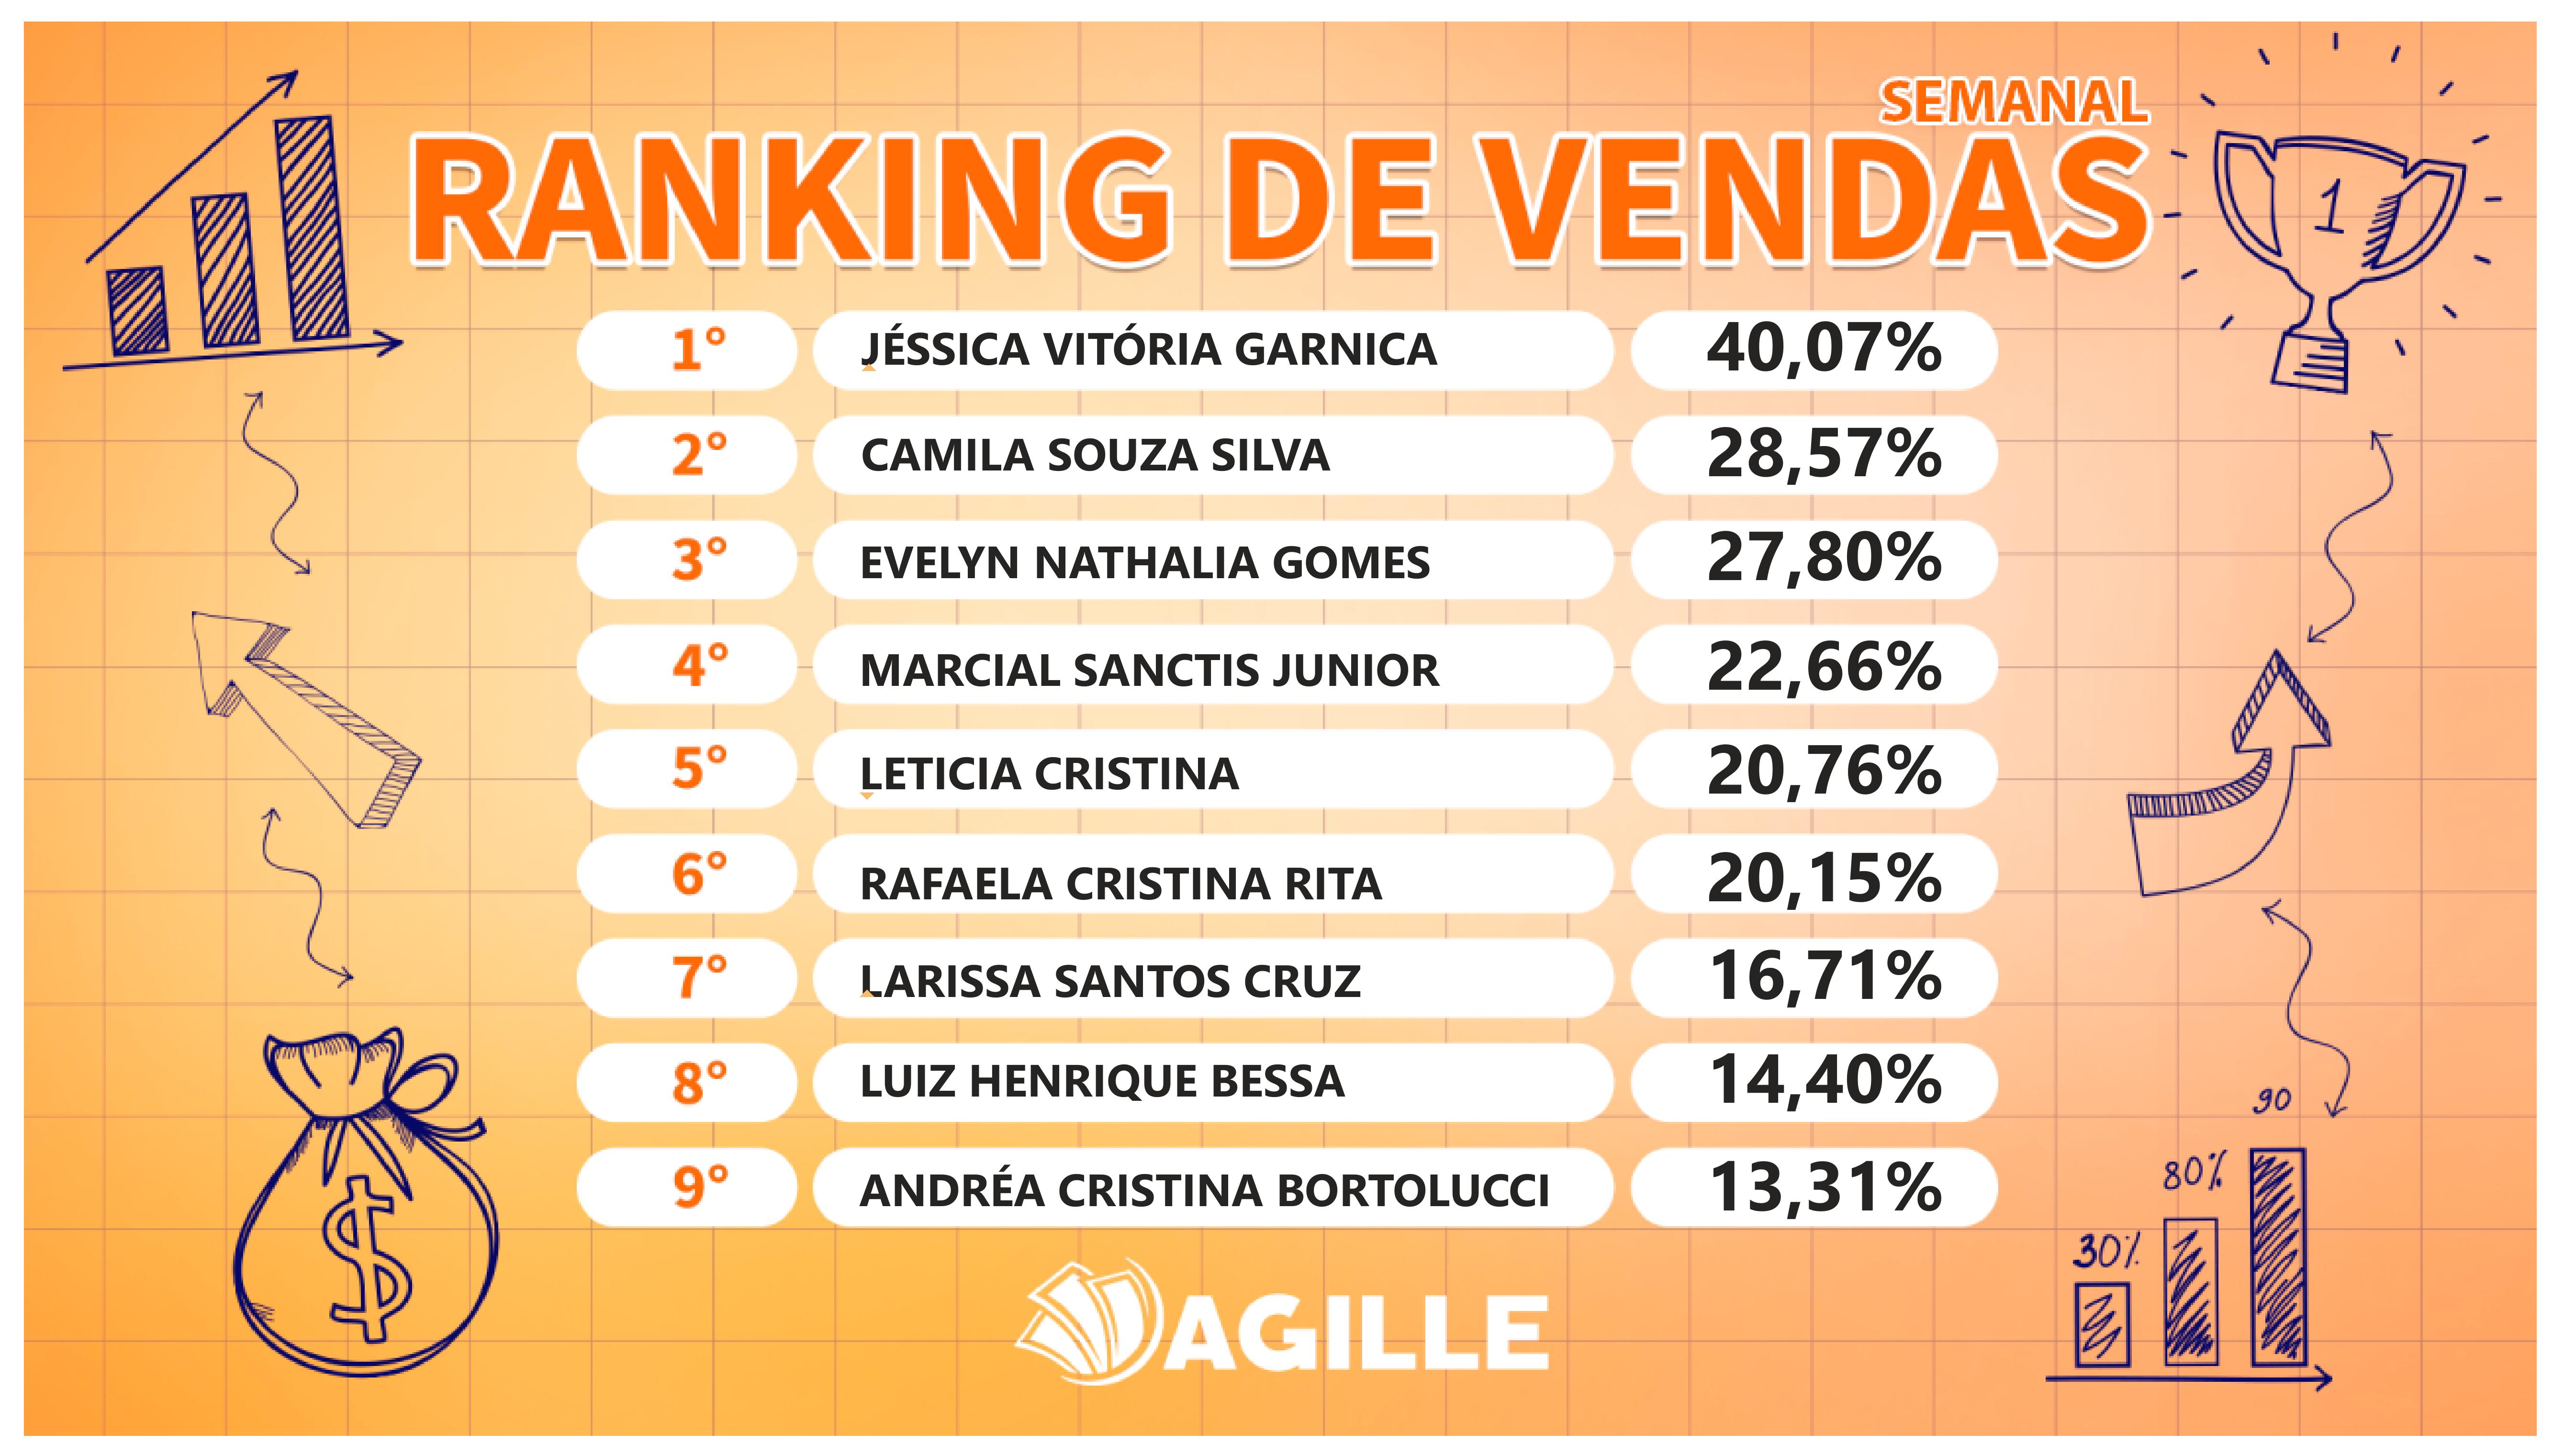 SEMANAL
RANKING DE VENDAS
1
1° JÉSSICA VITÓRIA GARNICA 40,07%
2° CAMILA SOUZA SILVA 28,57%
3° EVELYN NATHALIA GOMES 27,80%
4° MARCIAL SANCTIS JUNIOR 22,66%
5° LETICIA CRISTINA 20,76%
6° RAFAELA CRISTINA RITA 20,15%
7° LARISSA SANTOS CRUZ 16,71%
8° LUIZ HENRIQUE BESSA 14,40%
9° ANDRÉA CRISTINA BORTOLUCCI 13,31%
90
80%
30%
$
AGILLE